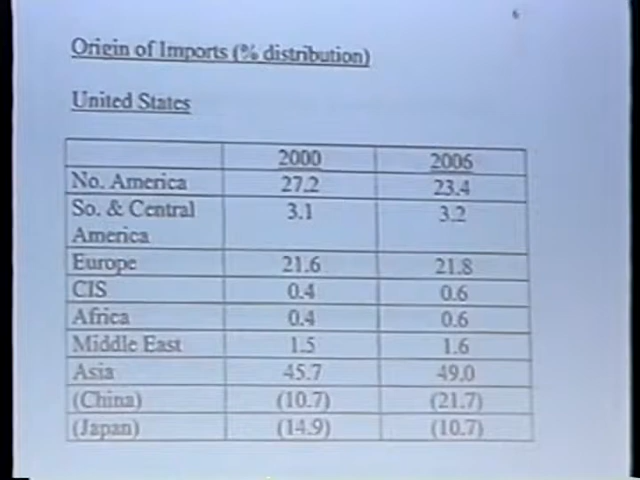 6
Origin of Imports (% distribution)
United States
2000 2006
No. America 27.2 23.4
So. & Central 3.1 3.2
America
Europe 21.6 21.8
CIS 0.4 0.6
Africa 0.4 0.6
Middle East 1.5 1.6
Asia 45.7 49.0
(China) (10.7) (21.7)
(Japan) (14.9) (10.7)